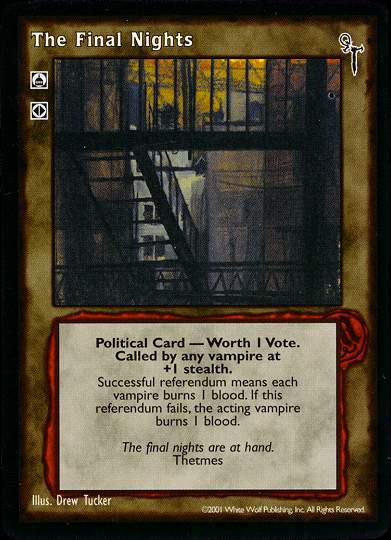 The Final Nights
Political Card — Worth 1 Vote.
Called by any vampire at
+1 stealth.
Successful referendum means each
vampire burns 1 blood. If this
referendum fails, the acting vampire
burns 1 blood.
The final nights are at hand.
Thetmes
Illus. Drew Tucker
©2001 White Wolf Publishing, Inc. All Rights Reserved.